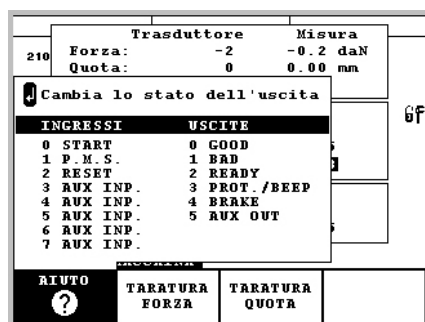 Trasduttore Misura
210
Forza: -2 -0.2 daN
Quota: 0 0.00 mm
Cambia lo stato dell'uscita
INGRESSI USCITE
0 START 0 GOOD
1 P.M.S. 1 BAD
2 RESET 2 READY
3 AUX INP. 3 PROT./BEEP
4 AUX INP. 4 BRAKE
5 AUX INP. 5 AUX OUT
6 AUX INP.
7 AUX INP.
AIUTO
?
TARATURA FORZA
TARATURA QUOTA